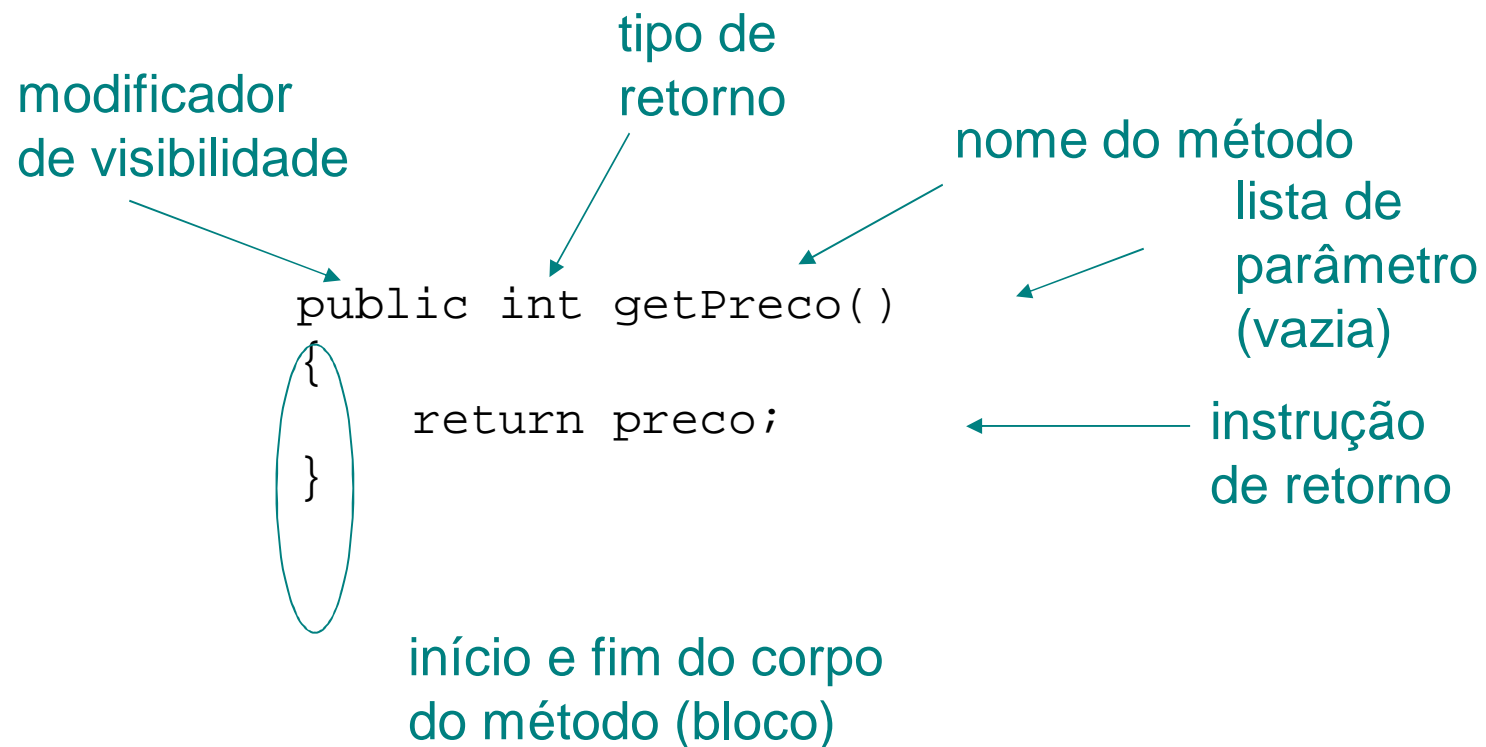 tipo de
retorno
modificador
de visibilidade
nome do método
lista de
parâmetro
(vazia)
public int getPreco()
{
return preco;
}
instrução
de retorno
início e fim do corpo
do método (bloco)